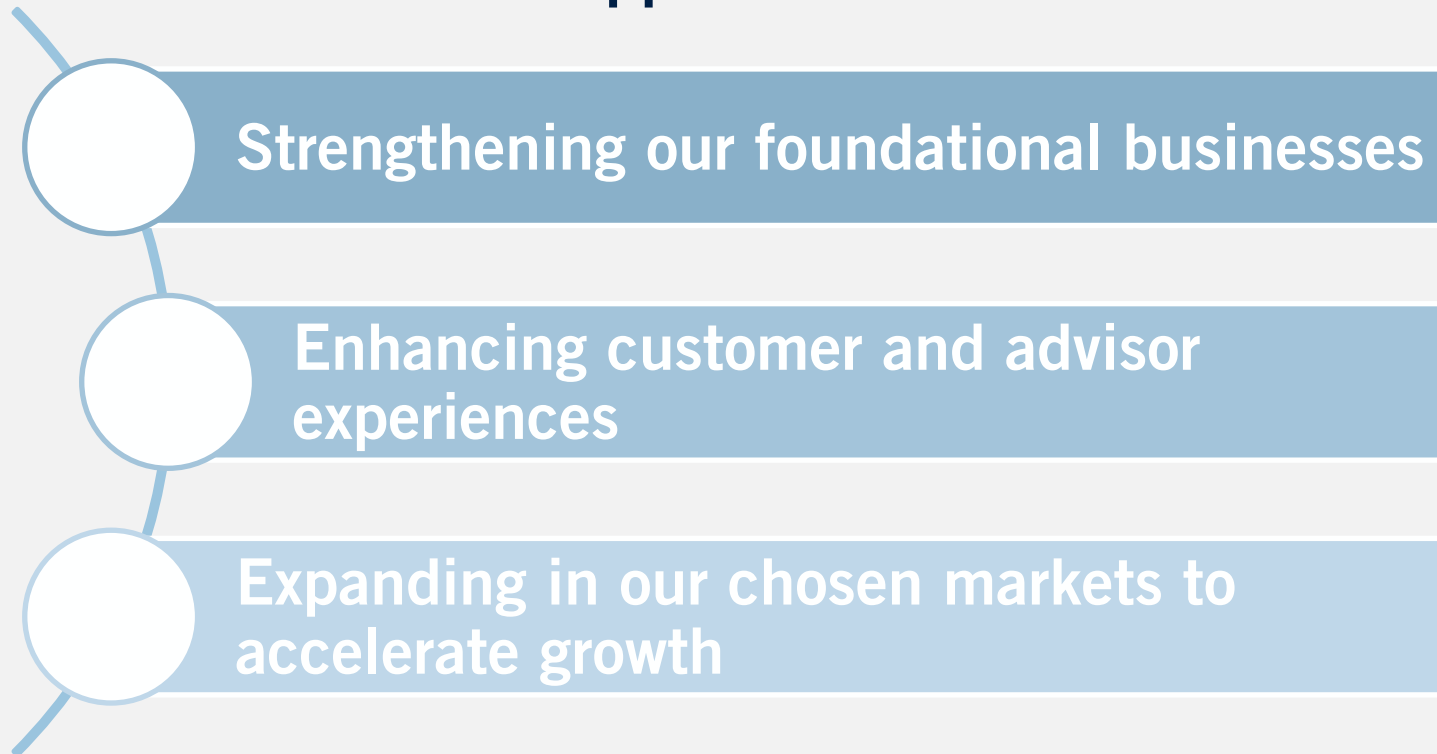 Strengthening our foundational businesses
Enhancing customer and advisor
experiences
Expanding in our chosen markets to
accelerate growth